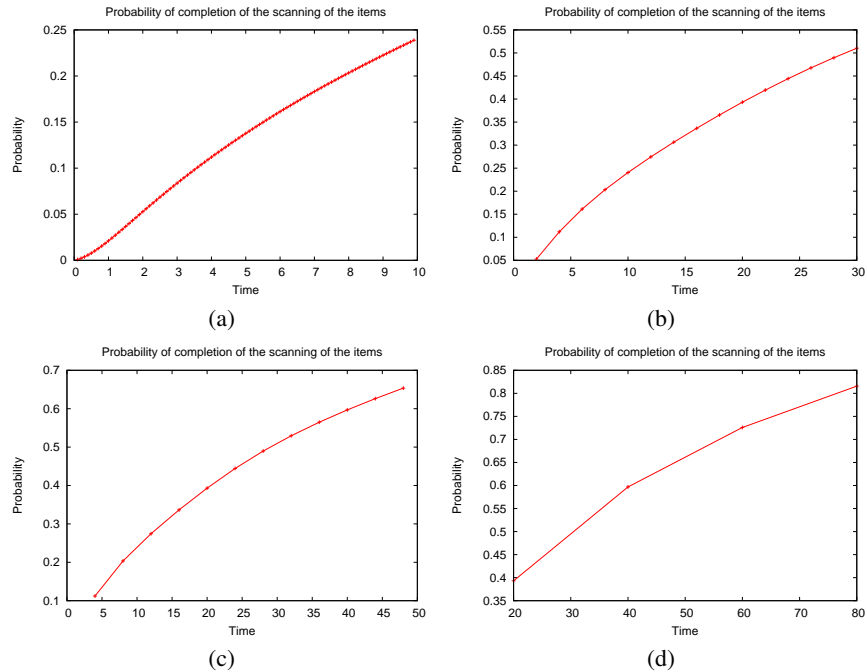 Probability of completion of the scanning of the items
Probability
0.25
0.2
0.15
0.1
0.05
0
0 1 2 3 4 5 6 7 8 9 10
Time
(a)
Probability of completion of the scanning of the items
Probability
0.55
0.5
0.45
0.4
0.35
0.3
0.25
0.2
0.15
0.1
0.05
0 5 10 15 20 25 30
Time
(b)
Probability of completion of the scanning of the items
Probability
0.7
0.6
0.5
0.4
0.3
0.2
0.1
0 5 10 15 20 25 30 35 40 45 50
Time
(c)
Probability of completion of the scanning of the items
Probability
0.85
0.8
0.75
0.7
0.65
0.6
0.55
0.5
0.45
0.4
0.35
20 30 40 50 60 70 80
Time
(d)